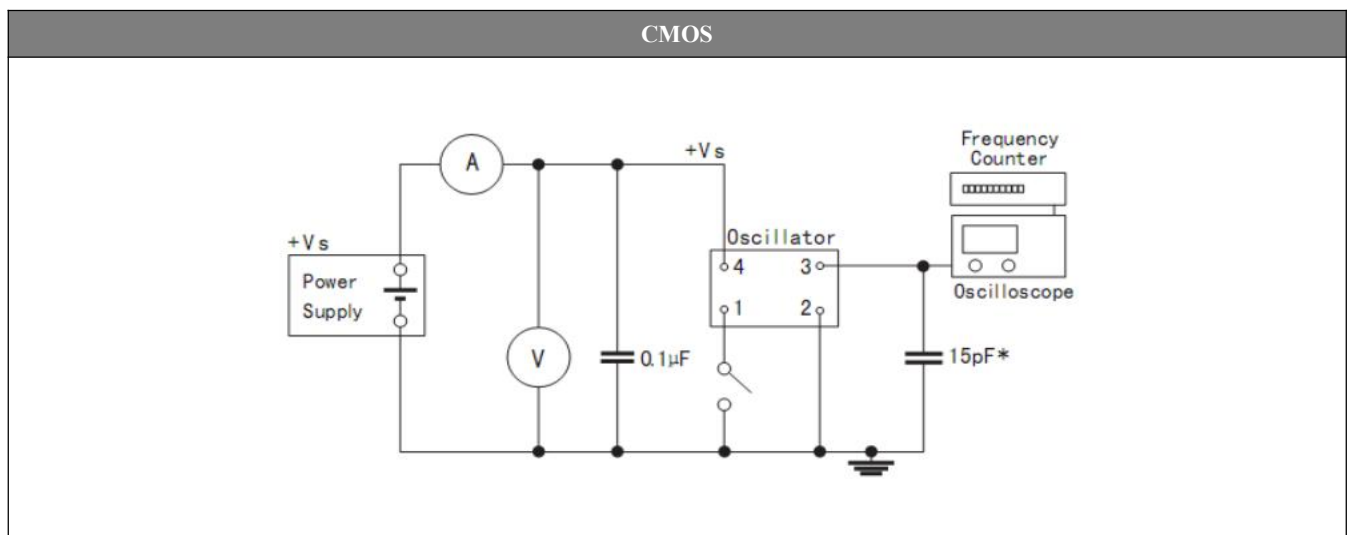 CMOS
Frequency
Counter
A
+Vs
+Vs
Oscillator
Power
Supply
4
3
Oscilloscope
1
2
V
0.1μF
15pF*